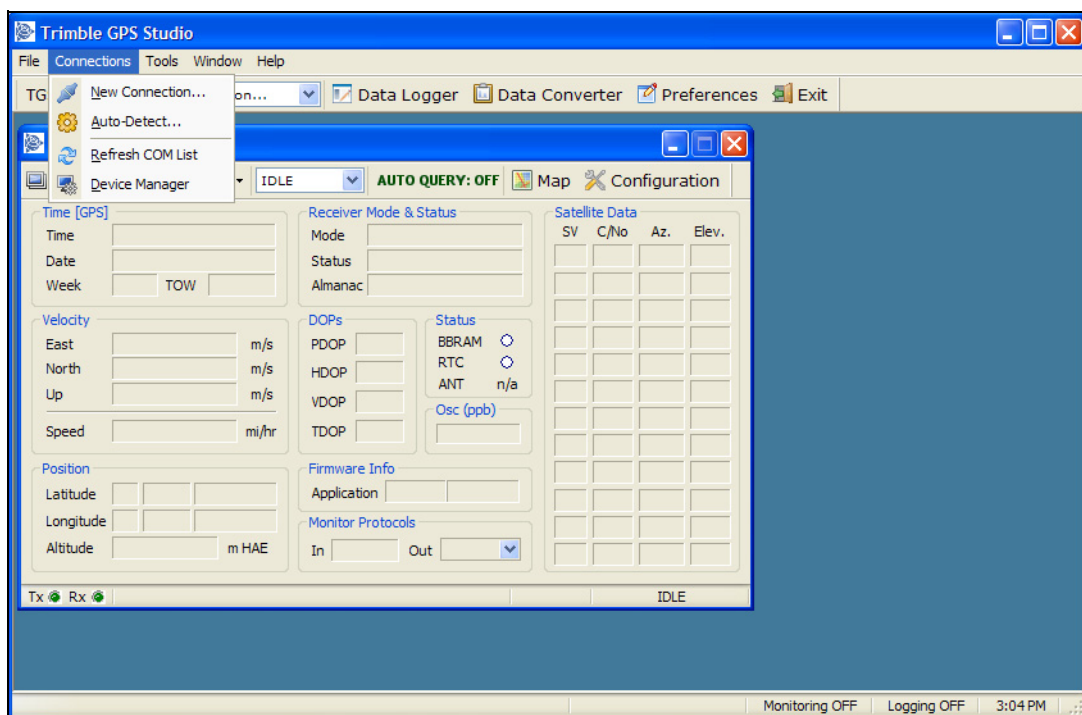 Trimble GPS Studio
File Connections Tools Window Help
TG on... Data Logger Data Converter Preferences Exit
New Connection...
Auto-Detect...
Refresh COM List
Device Manager
IDLE AUTO QUERY: OFF Map Configuration
Time [GPS]
Time
Date
Week TOW
Receiver Mode & Status
Mode
Status
Almanac
Satellite Data
SV C/No Az. Elev.
Velocity
East m/s
North m/s
Up m/s
Speed mi/hr
DOPs
PDOP
HDOP
VDOP
TDOP
Status
BBRAM
RTC
ANT n/a
Osc (ppb)
Position
Latitude
Longitude
Altitude m HAE
Firmware Info
Application
Monitor Protocols
In Out
Tx Rx IDLE
Monitoring OFF Logging OFF 3:04 PM